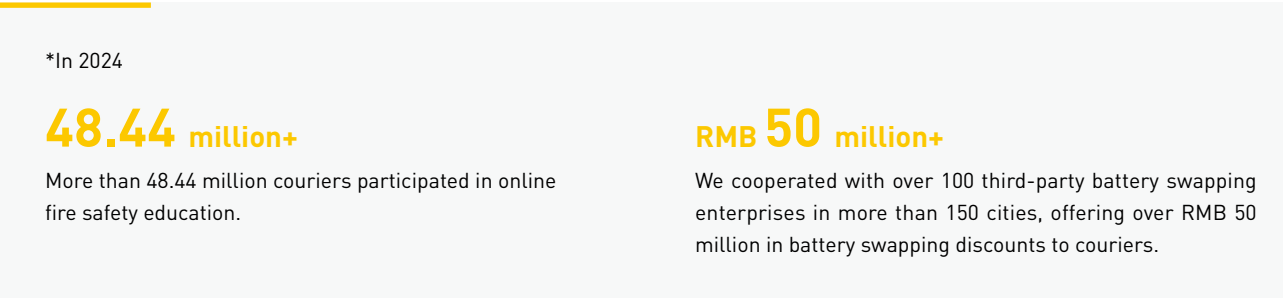 *In 2024
48.44 million+
More than 48.44 million couriers participated in online
fire safety education.
RMB 50 million+
We cooperated with over 100 third-party battery swapping
enterprises in more than 150 cities, offering over RMB 50
million in battery swapping discounts to couriers.